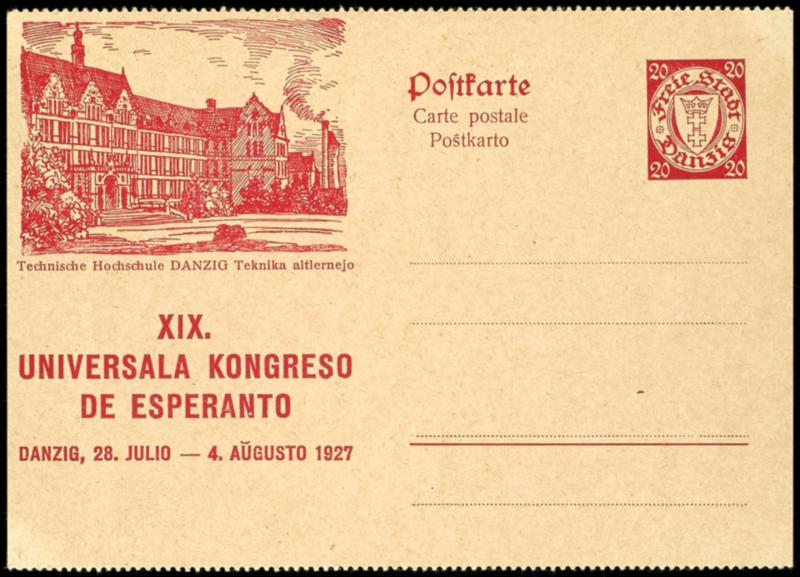 Technische Hochschule DANZIG Teknika altlernejo
XIX.
UNIVERSALA KONGRESO
DE ESPERANTO
DANZIG, 28. JULIO — 4. AŬGUSTO 1927
Poſtkarte
Carte postale
Poŝtkarto
20 20
Freie Stadt
Danzig
20 20